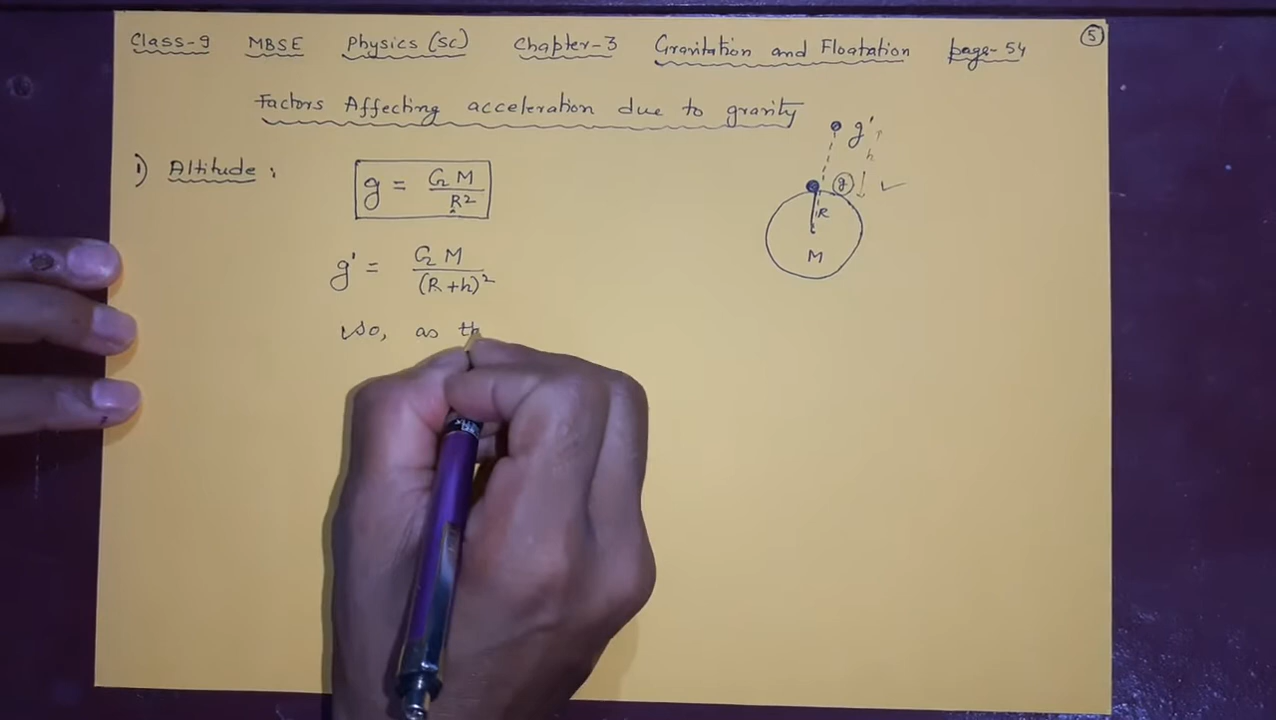 Class-9 MBSE Physics (SC) Chapter-3 Gravitation and Floatation page-54 5
Factors Affecting acceleration due to gravity
1) Altitude :
g = GM / R²
g' = GM / (R+h)²
So, as th
g'
h
g
R
M